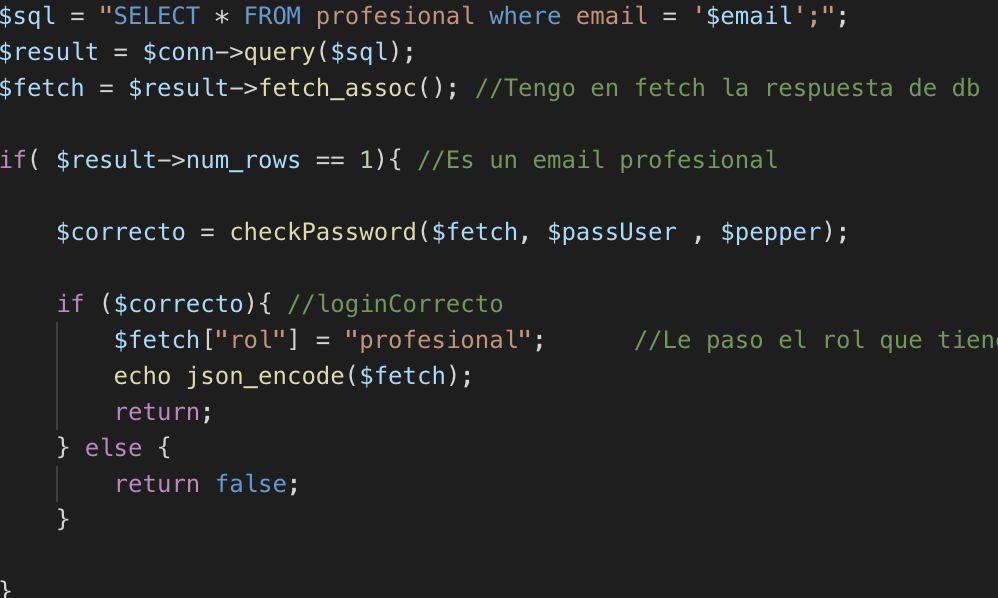 $sql = "SELECT * FROM profesional where email = '$email';";
$result = $conn->query($sql);
$fetch = $result->fetch_assoc(); //Tengo en fetch la respuesta de db
if( $result->num_rows == 1){ //Es un email profesional
$correcto = checkPassword($fetch, $passUser , $pepper);
if ($correcto){ //loginCorrecto
$fetch["rol"] = "profesional"; //Le paso el rol que
echo json_encode($fetch);
return;
} else {
return false;
}
}